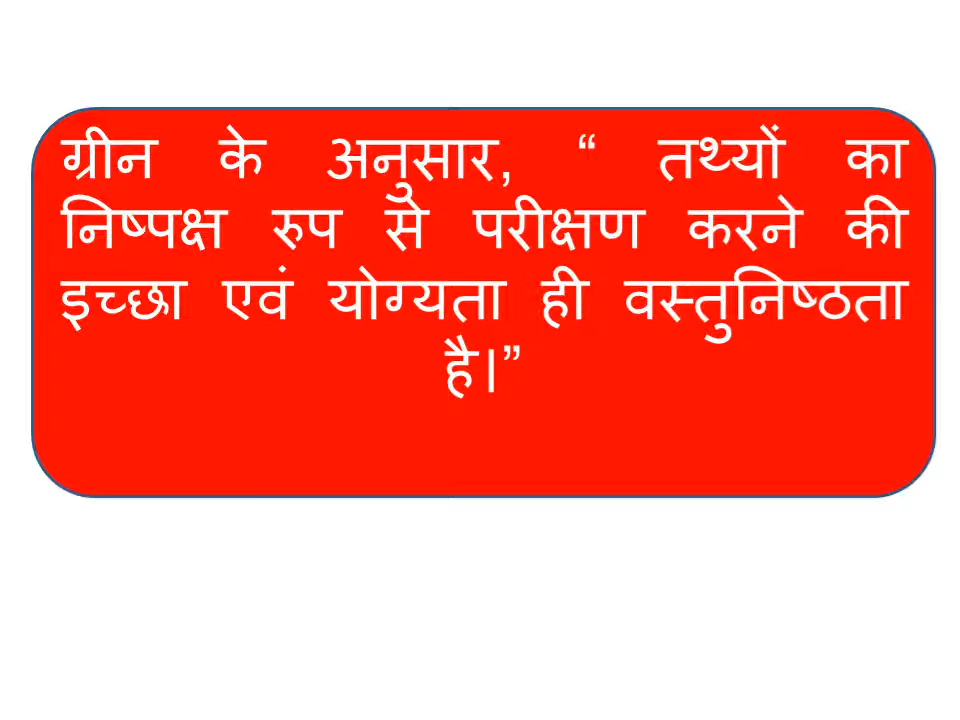 ग्रीन के अनुसार, “ तथ्यों का
निष्पक्ष रुप से परीक्षण करने की
इच्छा एवं योग्यता ही वस्तुनिष्ठता
है।”